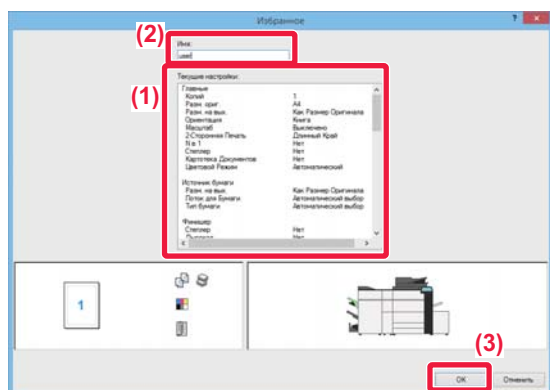 Избранное
?
(2)
Имя:
user
(1)
Текущие настройки:
Главные
Копий 1
Разм. ориг. A4
Разм. на вых. Как Размер Оригинала
Ориентация Книга
Масштаб Выключено
2-Сторонняя Печать Длинный Край
N в 1 Нет
Степлер Нет
Картотека Документов Нет
Цветовой Режим Автоматический
Источник бумаги
Разм. на вых. Как Размер Оригинала
Лоток для Бумаги Автоматический выбор
Тип бумаги Автоматический выбор
Финишер
Степлер Нет
1
(3)
OK
Отменить